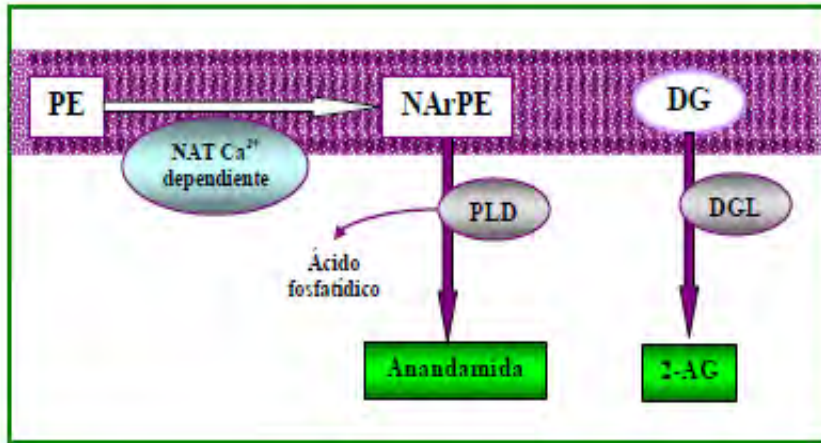 PE
NArPE
DG
NAT Ca²⁺
dependiente
PLD
DGL
Ácido
fosfatídico
Anandamida
2-AG